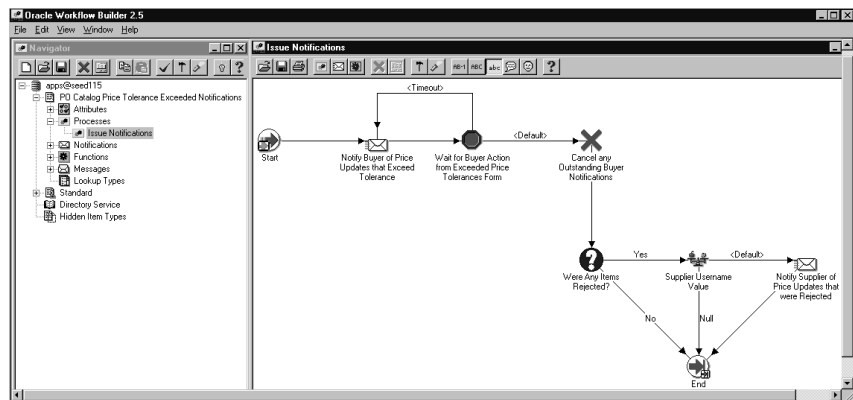 Oracle Workflow Builder 2.5
File Edit View Window Help
Navigator
Issue Notifications
AB-1 ABC abc
apps@seed115
PO Catalog Price Tolerance Exceeded Notifications
Attributes
Processes
Issue Notifications
Notifications
Functions
Messages
Lookup Types
Standard
Directory Service
Hidden Item Types
<Timeout>
<Default>
Start
Notify Buyer of Price
Updates that Exceed
Tolerance
Wait for Buyer Action
from Exceeded Price
Tolerances Form
Cancel any
Outstanding Buyer
Notifications
Yes
<Default>
Were Any Items
Rejected?
Supplier Username
Value
Notify Supplier of
Price Updates that
were Rejected
No
Null
End